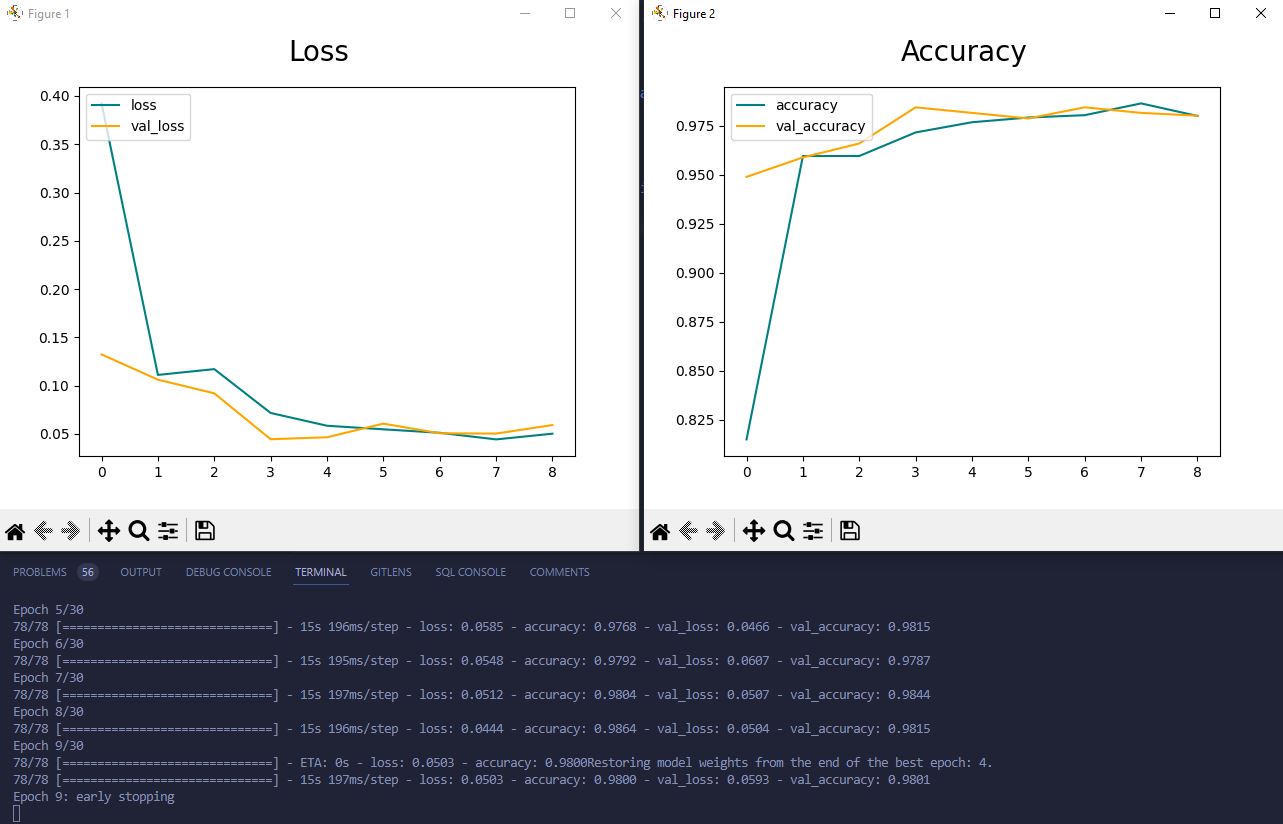 Figure 1
Loss
loss
val_loss
0.40
0.35
0.30
0.25
0.20
0.15
0.10
0.05
0 1 2 3 4 5 6 7 8
Figure 2
Accuracy
accuracy
val_accuracy
0.975
0.950
0.925
0.900
0.875
0.850
0.825
0 1 2 3 4 5 6 7 8
PROBLEMS 56 OUTPUT DEBUG CONSOLE TERMINAL GITLENS SQL CONSOLE COMMENTS
Epoch 5/30
78/78 [==============================] - 15s 196ms/step - loss: 0.0585 - accuracy: 0.9768 - val_loss: 0.0466 - val_accuracy: 0.9815
Epoch 6/30
78/78 [==============================] - 15s 195ms/step - loss: 0.0548 - accuracy: 0.9792 - val_loss: 0.0607 - val_accuracy: 0.9787
Epoch 7/30
78/78 [==============================] - 15s 197ms/step - loss: 0.0512 - accuracy: 0.9804 - val_loss: 0.0507 - val_accuracy: 0.9844
Epoch 8/30
78/78 [==============================] - 15s 196ms/step - loss: 0.0444 - accuracy: 0.9864 - val_loss: 0.0504 - val_accuracy: 0.9815
Epoch 9/30
78/78 [==============================] - ETA: 0s - loss: 0.0503 - accuracy: 0.9800Restoring model weights from the end of the best epoch: 4.
78/78 [==============================] - 15s 197ms/step - loss: 0.0503 - accuracy: 0.9800 - val_loss: 0.0593 - val_accuracy: 0.9801
Epoch 9: early stopping